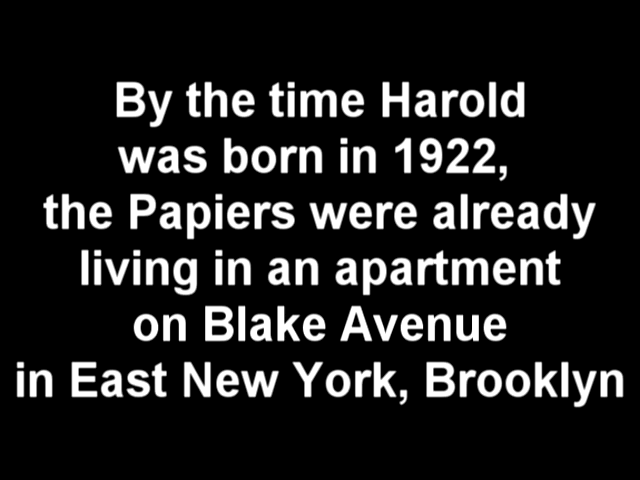 By the time Harold
was born in 1922,
the Papiers were already
living in an apartment
on Blake Avenue
in East New York, Brooklyn